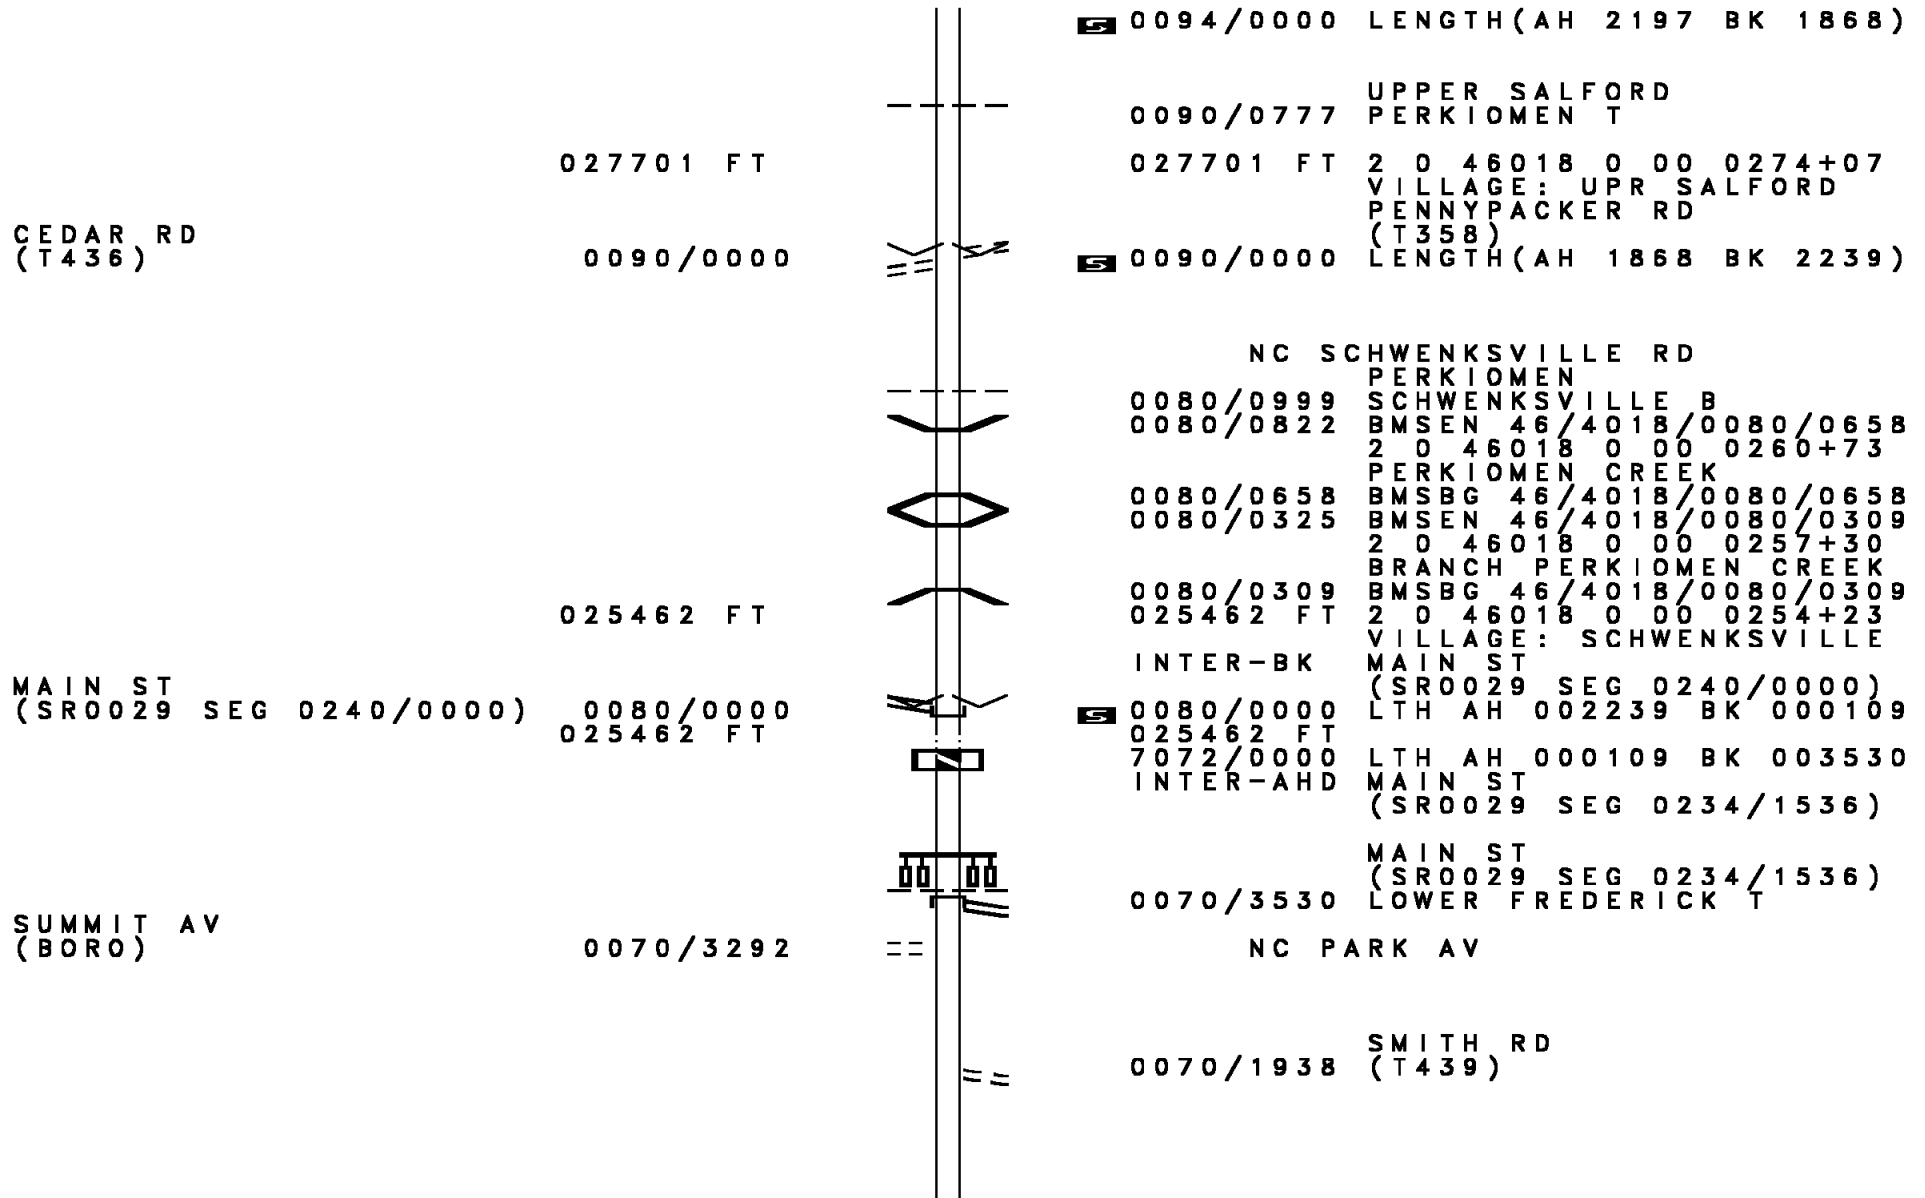 S 0094/0000 LENGTH(AH 2197 BK 1868)
UPPER SALFORD
0090/0777 PERKIOMEN T
027701 FT 027701 FT 2 0 46018 0 00 0274+07
VILLAGE: UPR SALFORD
PENNYPACKER RD
CEDAR RD (T358)
(T436) 0090/0000 S 0090/0000 LENGTH(AH 1868 BK 2239)
NC SCHWENKSVILLE RD
PERKIOMEN
0080/0999 SCHWENKSVILLE B
0080/0822 BMSEN 46/4018/0080/0658
2 0 46018 0 00 0260+73
PERKIOMEN CREEK
0080/0658 BMSBG 46/4018/0080/0658
0080/0325 BMSEN 46/4018/0080/0309
2 0 46018 0 00 0257+30
BRANCH PERKIOMEN CREEK
0080/0309 BMSBG 46/4018/0080/0309
025462 FT 025462 FT 2 0 46018 0 00 0254+23
VILLAGE: SCHWENKSVILLE
INTER-BK MAIN ST
MAIN ST (SR0029 SEG 0240/0000)
(SR0029 SEG 0240/0000) 0080/0000 S 0080/0000 LTH AH 002239 BK 000109
025462 FT 025462 FT
7072/0000 LTH AH 000109 BK 003530
INTER-AHD MAIN ST
(SR0029 SEG 0234/1536)
MAIN ST
(SR0029 SEG 0234/1536)
0070/3530 LOWER FREDERICK T
SUMMIT AV
(BORO) 0070/3292 NC PARK AV
SMITH RD
0070/1938 (T439)